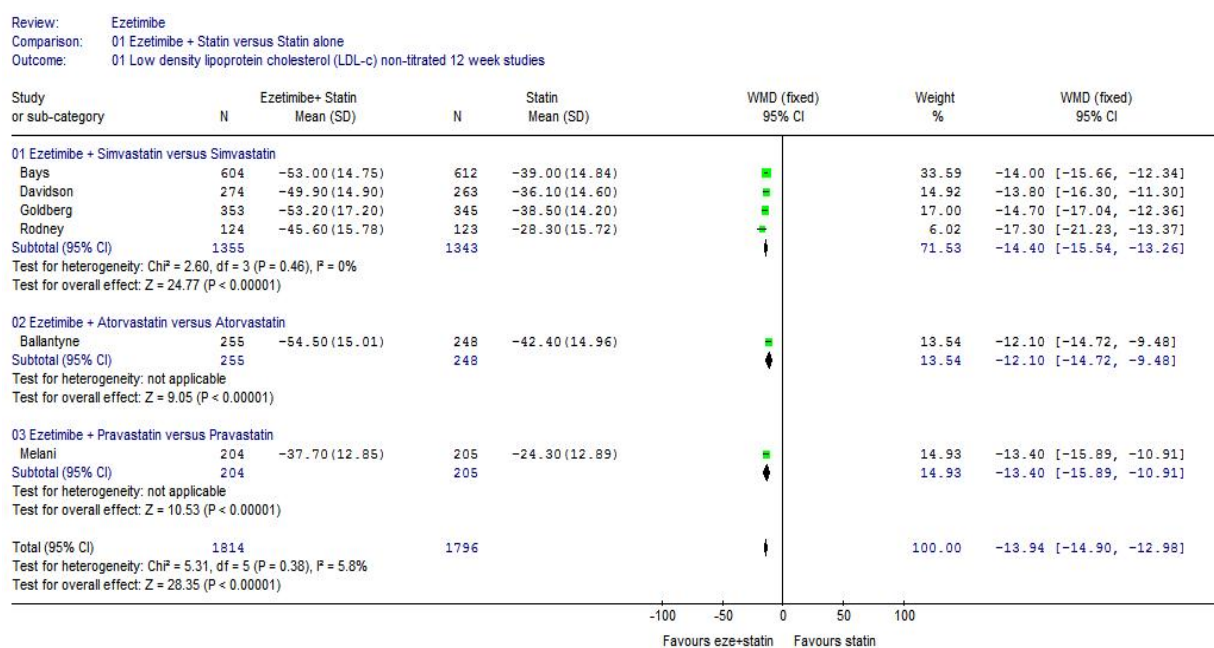 Review: Ezetimibe
Comparison: 01 Ezetimibe + Statin versus Statin alone
Outcome: 01 Low density lipoprotein cholesterol (LDL-c) non-titrated 12 week studies
Study Ezetimibe+ Statin Statin WMD (fixed) Weight WMD (fixed)
or sub-category N Mean (SD) N Mean (SD) 95% CI % 95% CI
01 Ezetimibe + Simvastatin versus Simvastatin
Bays 604 -53.00(14.75) 612 -39.00(14.84) 33.59 -14.00 [-15.66, -12.34]
Davidson 274 -49.90(14.90) 263 -36.10(14.60) 14.92 -13.80 [-16.30, -11.30]
Goldberg 353 -53.20(17.20) 345 -38.50(14.20) 17.00 -14.70 [-17.04, -12.36]
Rodney 124 -45.60(15.78) 123 -28.30(15.72) 6.02 -17.30 [-21.23, -13.37]
Subtotal (95% CI) 1355 1343 71.53 -14.40 [-15.54, -13.26]
Test for heterogeneity: Chi² = 2.60, df = 3 (P = 0.46), I² = 0%
Test for overall effect: Z = 24.77 (P < 0.00001)
02 Ezetimibe + Atorvastatin versus Atorvastatin
Ballantyne 255 -54.50(15.01) 248 -42.40(14.96) 13.54 -12.10 [-14.72, -9.48]
Subtotal (95% CI) 255 248 13.54 -12.10 [-14.72, -9.48]
Test for heterogeneity: not applicable
Test for overall effect: Z = 9.05 (P < 0.00001)
03 Ezetimibe + Pravastatin versus Pravastatin
Melani 204 -37.70(12.85) 205 -24.30(12.89) 14.93 -13.40 [-15.89, -10.91]
Subtotal (95% CI) 204 205 14.93 -13.40 [-15.89, -10.91]
Test for heterogeneity: not applicable
Test for overall effect: Z = 10.53 (P < 0.00001)
Total (95% CI) 1814 1796 100.00 -13.94 [-14.90, -12.98]
Test for heterogeneity: Chi² = 5.31, df = 5 (P = 0.38), I² = 5.8%
Test for overall effect: Z = 28.35 (P < 0.00001)
-100 -50 0 50 100
Favours eze+statin Favours statin